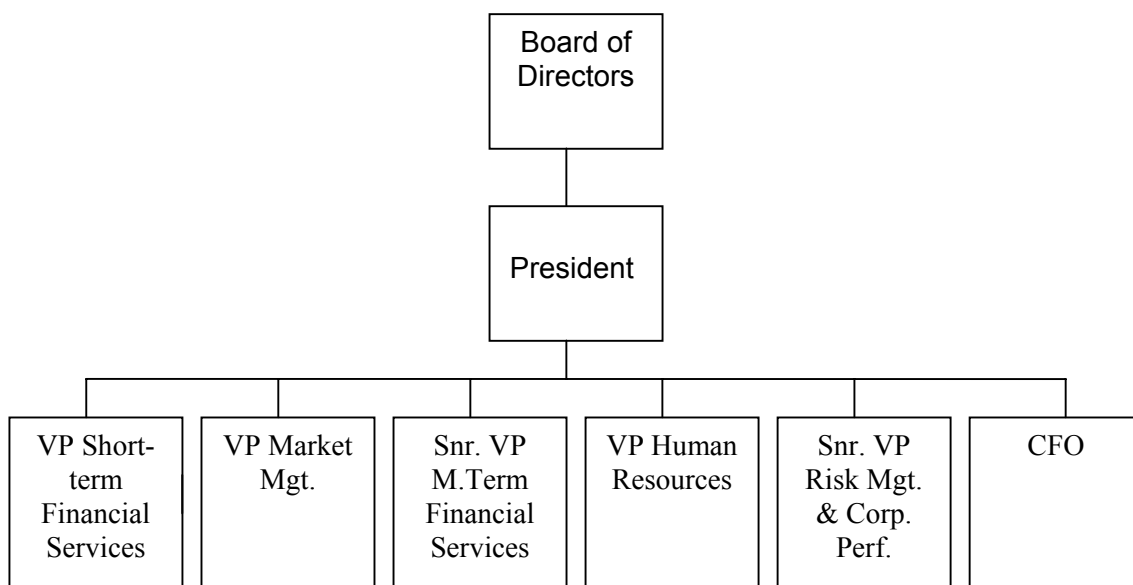 Board of
Directors
President
VP Short-
term
Financial
Services
VP Market
Mgt.
Snr. VP
M.Term
Financial
Services
VP Human
Resources
Snr. VP
Risk Mgt.
& Corp.
Perf.
CFO